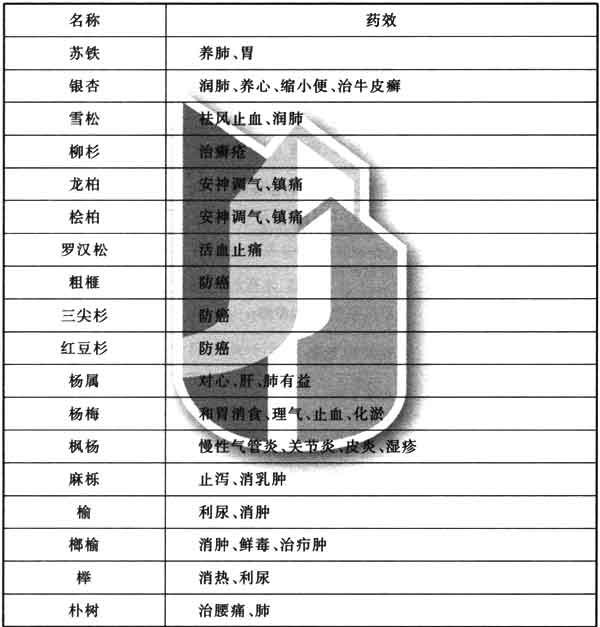 名称 药效
苏铁 养肺、胃
银杏 润肺、养心、缩小便、治牛皮癣
雪松 祛风止血、润肺
柳杉 治癣疮
龙柏 安神调气、镇痛
桧柏 安神调气、镇痛
罗汉松 活血止痛
粗榧 防癌
三尖杉 防癌
红豆杉 防癌
杨属 对心、肝、肺有益
杨梅 和胃消食、理气、止血、化淤
枫杨 慢性气管炎、关节炎、皮炎、湿疹
麻栎 止泻、消乳肿
榆 利尿、消肿
榔榆 消肿、鲜毒、治疖肿
榉 消热、利尿
朴树 治腰痛、肺